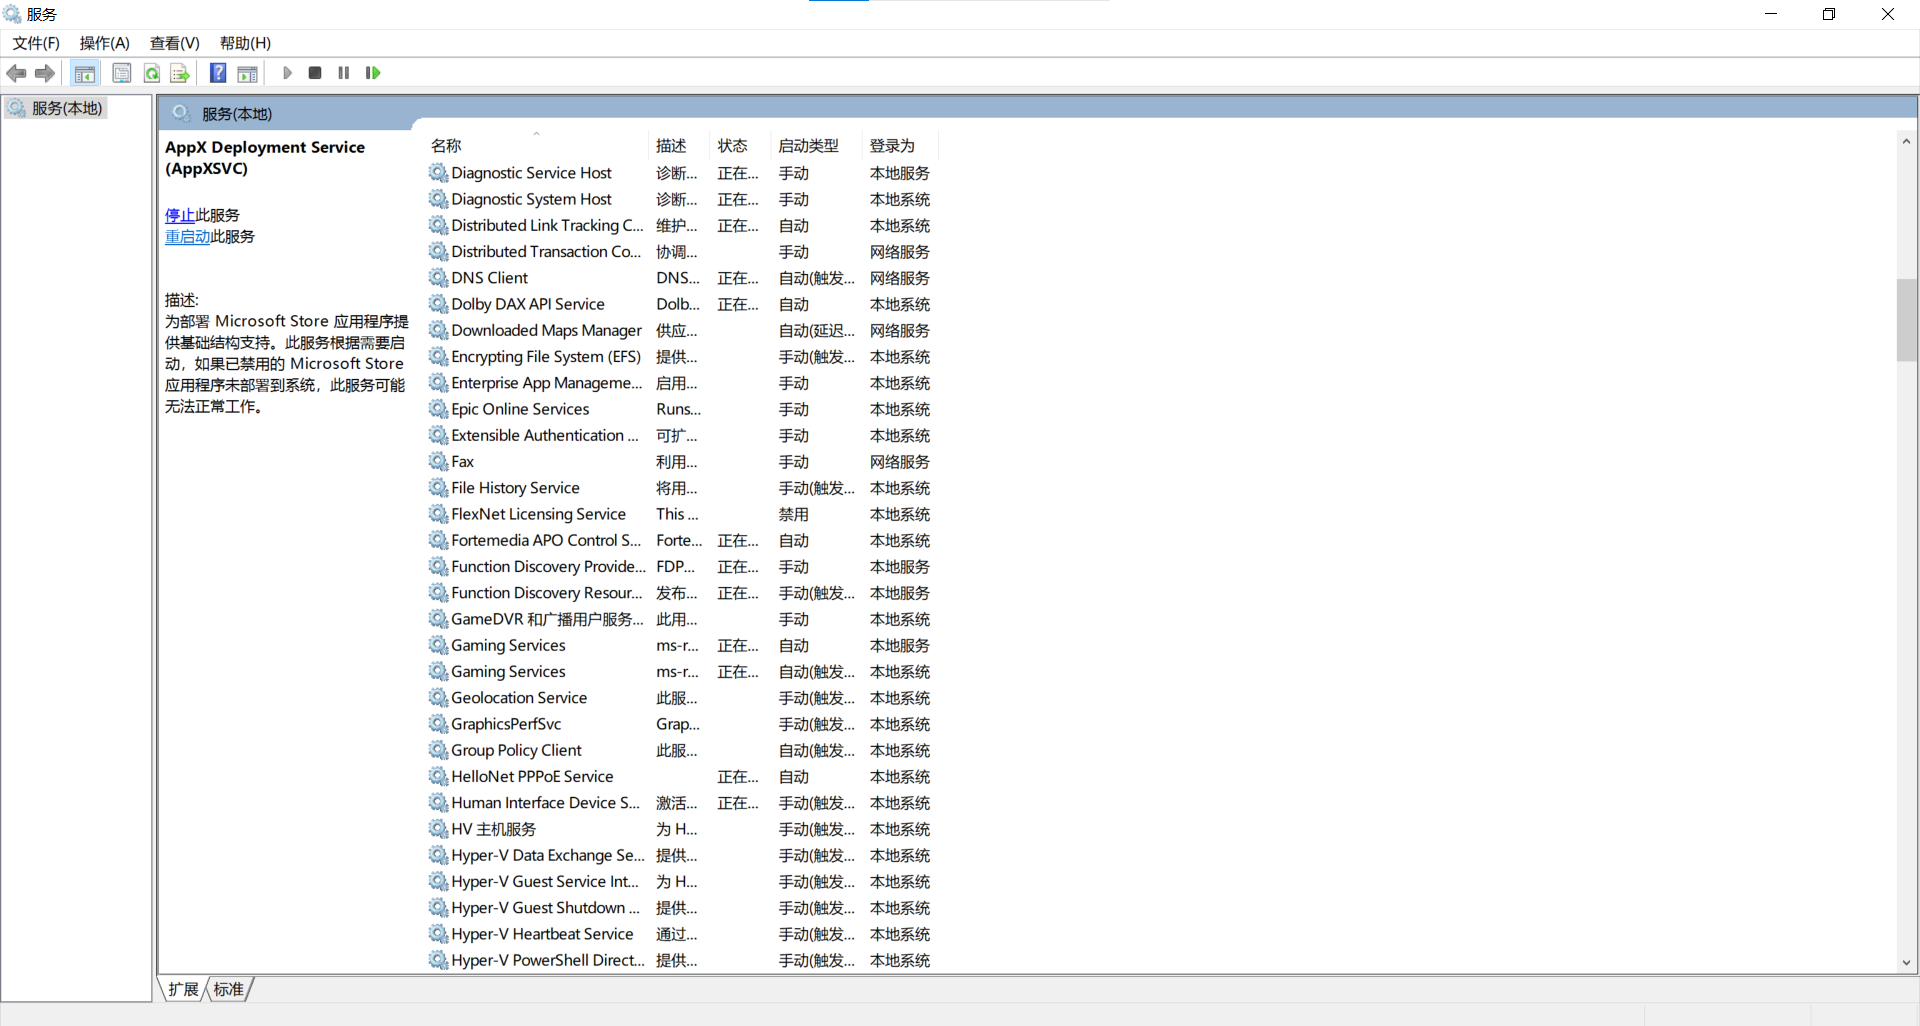 服务
文件(F) 操作(A) 查看(V) 帮助(H)
服务(本地)
服务(本地)
AppX Deployment Service
(AppXSVC)
停止此服务
重启动此服务
描述:
为部署 Microsoft Store 应用程序提
供基础结构支持。此服务根据需要启
动，如果已禁用的 Microsoft Store
应用程序未部署到系统，此服务可能
无法正常工作。
名称 描述 状态 启动类型 登录为
Diagnostic Service Host 诊断... 正在... 手动 本地服务
Diagnostic System Host 诊断... 正在... 手动 本地系统
Distributed Link Tracking C... 维护... 正在... 自动 本地系统
Distributed Transaction Co... 协调... 手动 网络服务
DNS Client DNS... 正在... 自动(触发... 网络服务
Dolby DAX API Service Dolb... 正在... 自动 本地系统
Downloaded Maps Manager 供应... 自动(延迟... 网络服务
Encrypting File System (EFS) 提供... 手动(触发... 本地系统
Enterprise App Manageme... 启用... 手动 本地系统
Epic Online Services Runs... 手动 本地系统
Extensible Authentication ... 可扩... 手动 本地系统
Fax 利用... 手动 网络服务
File History Service 将用... 手动(触发... 本地系统
FlexNet Licensing Service This ... 禁用 本地系统
Fortemedia APO Control S... Forte... 正在... 自动 本地系统
Function Discovery Provide... FDP... 正在... 手动 本地服务
Function Discovery Resour... 发布... 正在... 手动(触发... 本地服务
GameDVR 和广播用户服务... 此用... 手动 本地系统
Gaming Services ms-r... 正在... 自动 本地服务
Gaming Services ms-r... 正在... 自动(触发... 本地系统
Geolocation Service 此服... 手动(触发... 本地系统
GraphicsPerfSvc Grap... 手动(触发... 本地系统
Group Policy Client 此服... 自动(触发... 本地系统
HelloNet PPPoE Service 正在... 自动 本地系统
Human Interface Device S... 激活... 正在... 手动(触发... 本地系统
HV 主机服务 为 H... 手动(触发... 本地系统
Hyper-V Data Exchange Se... 提供... 手动(触发... 本地系统
Hyper-V Guest Service Int... 为 H... 手动(触发... 本地系统
Hyper-V Guest Shutdown ... 提供... 手动(触发... 本地系统
Hyper-V Heartbeat Service 通过... 手动(触发... 本地系统
Hyper-V PowerShell Direct... 提供... 手动(触发... 本地系统
扩展 标准